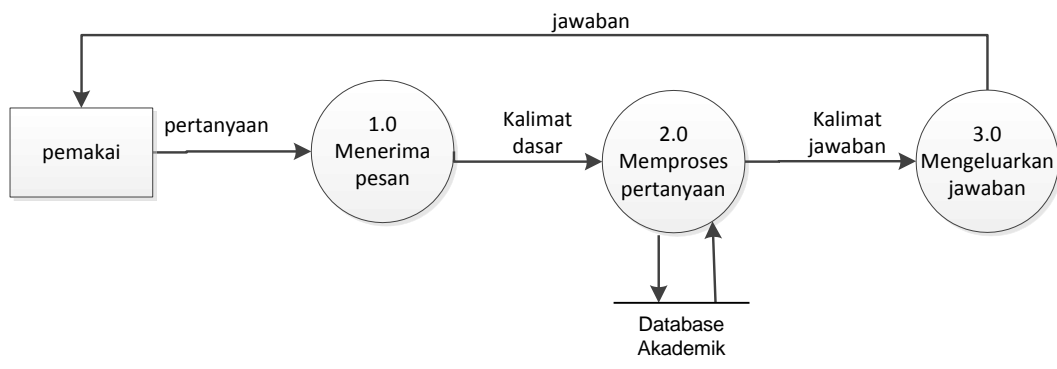 jawaban
pemakai
pertanyaan
1.0
Menerima
pesan
Kalimat
dasar
2.0
Memproses
pertanyaan
Kalimat
jawaban
3.0
Mengeluarkan
jawaban
Database
Akademik